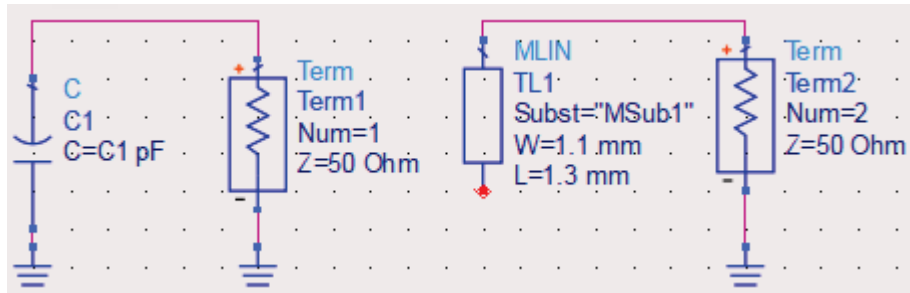 C
C1
C=C1 pF
Term
Term1
Num=1
Z=50 Ohm
MLIN
TL1
Subst="MSub1"
W=1.1 mm
L=1.3 mm
Term
Term2
Num=2
Z=50 Ohm